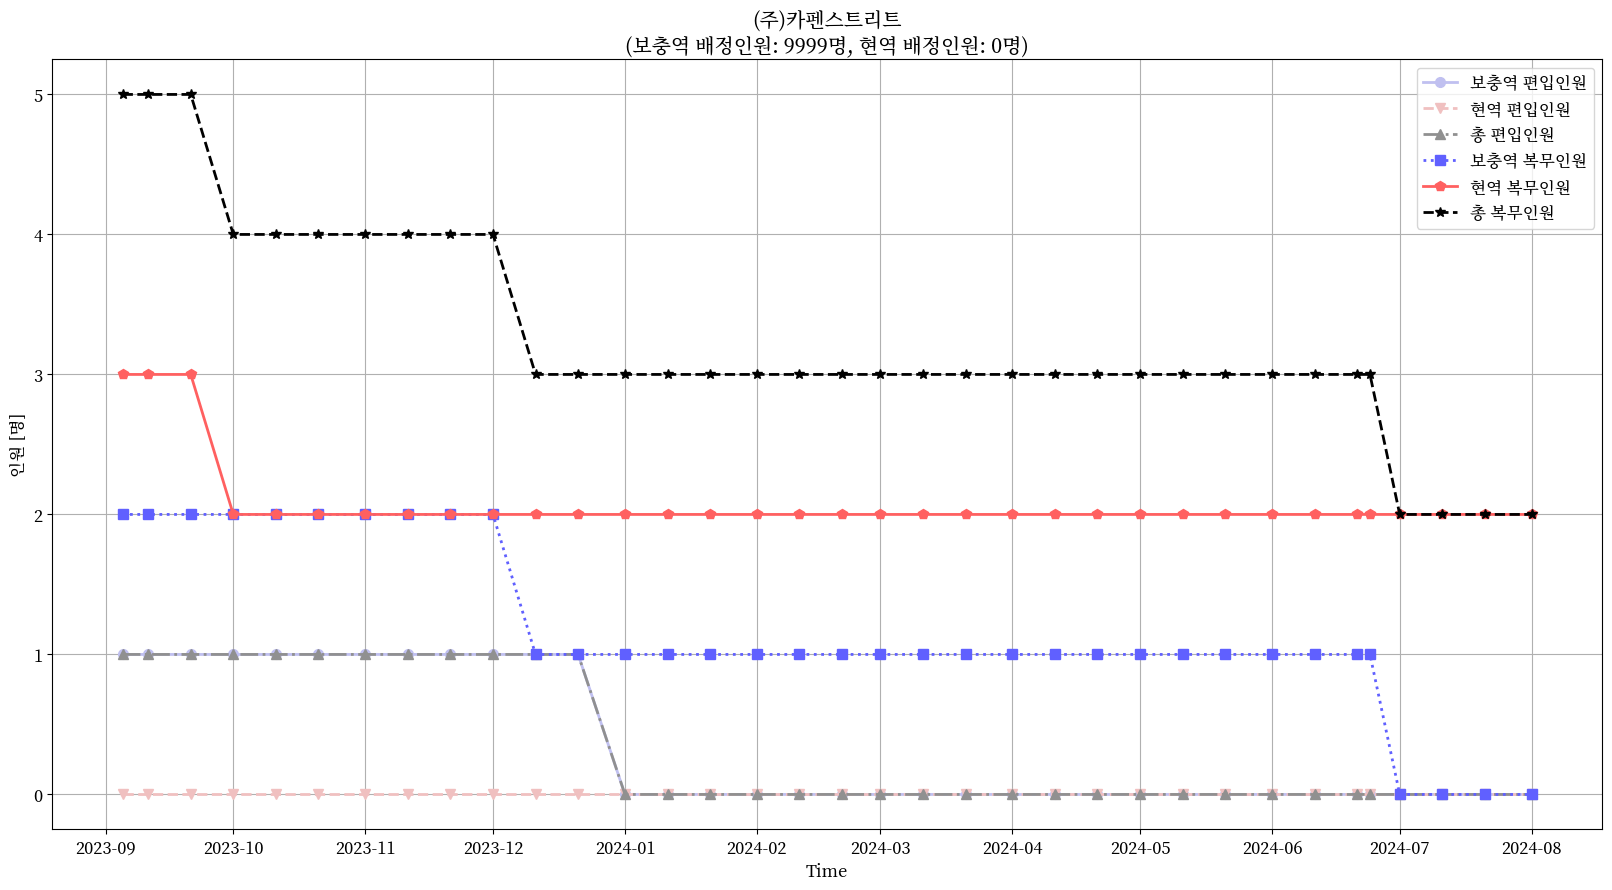 (주)카펜스트리트
(보충역 배정인원: 9999명, 현역 배정인원: 0명)
보충역 편입인원
현역 편입인원
총 편입인원
보충역 복무인원
현역 복무인원
총 복무인원
인원 [명]
5
4
3
2
1
0
2023-09 2023-10 2023-11 2023-12 2024-01 2024-02 2024-03 2024-04 2024-05 2024-06 2024-07 2024-08
Time